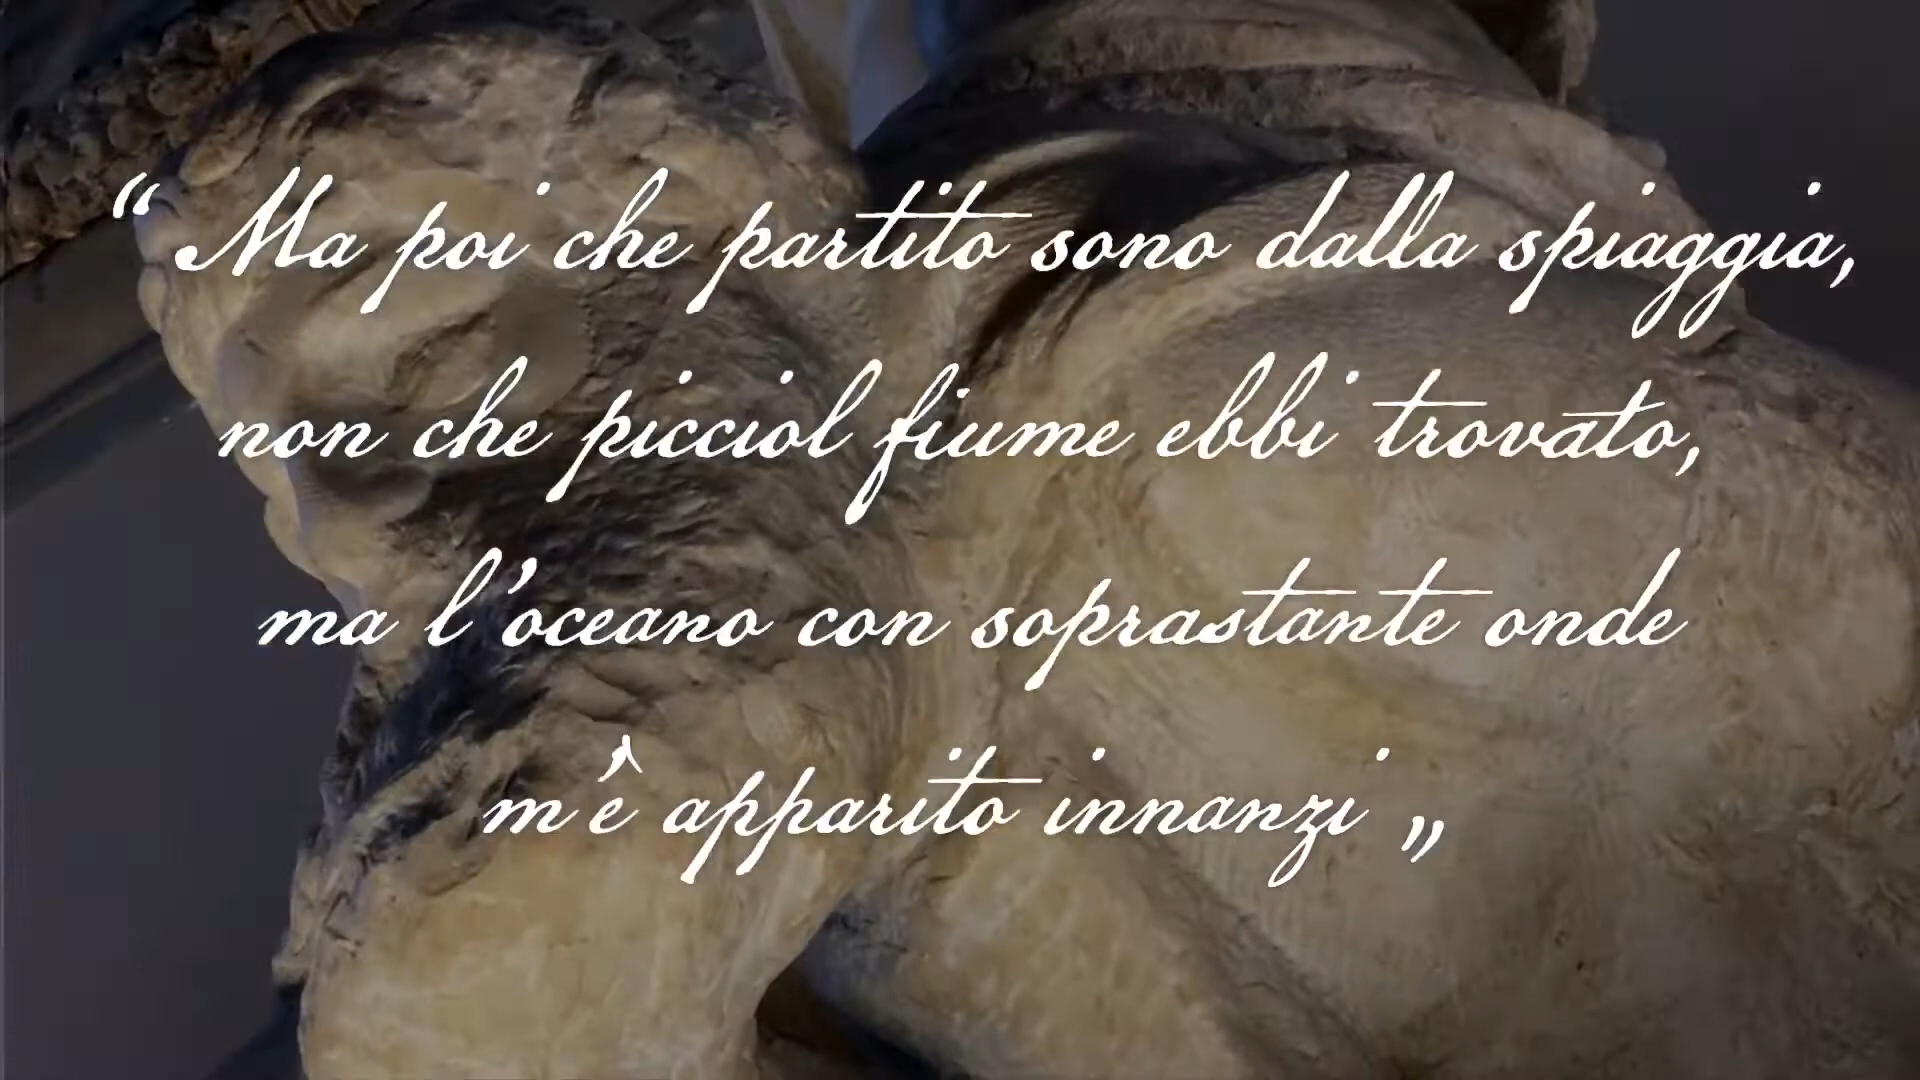 “Ma poi che partito sono dalla spiaggia,
non che picciol fiume ebbi trovato,
ma l'oceano con soprastante onde
m'ê apparito innanzi„